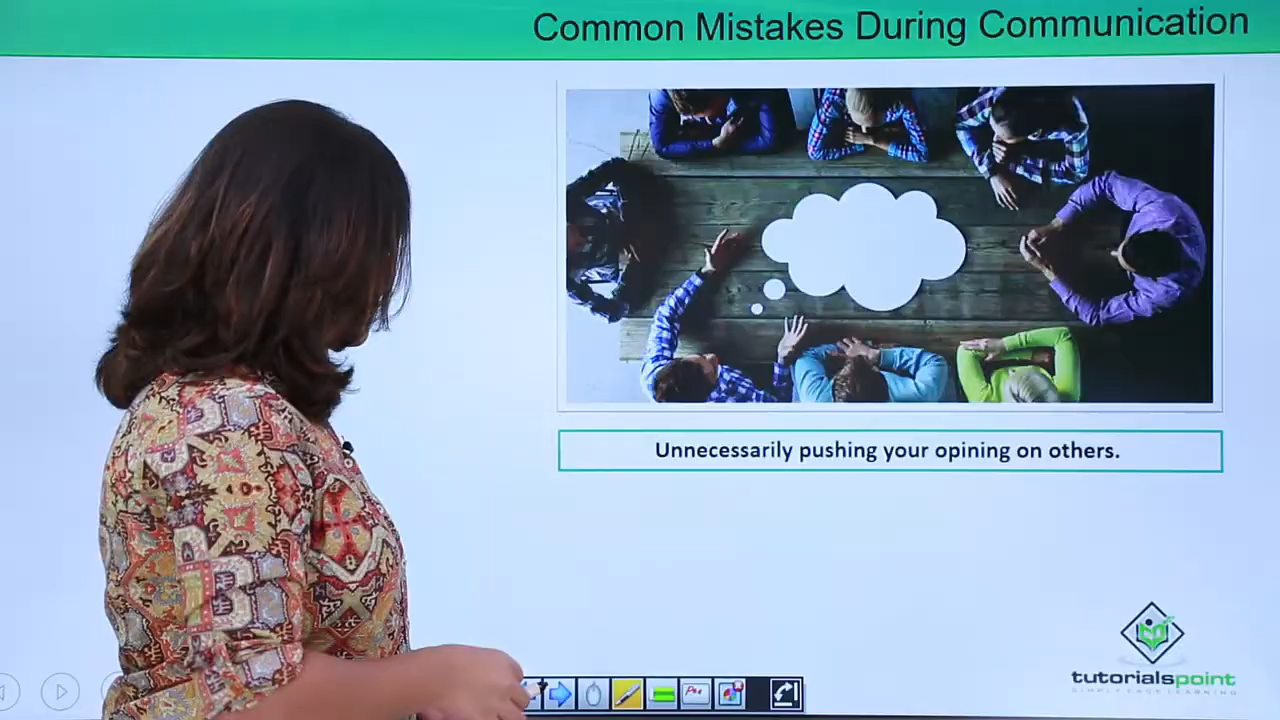 Common Mistakes During Communication
Unnecessarily pushing your opining on others.
tutorialspoint
SIMPLY EASY LEARNING